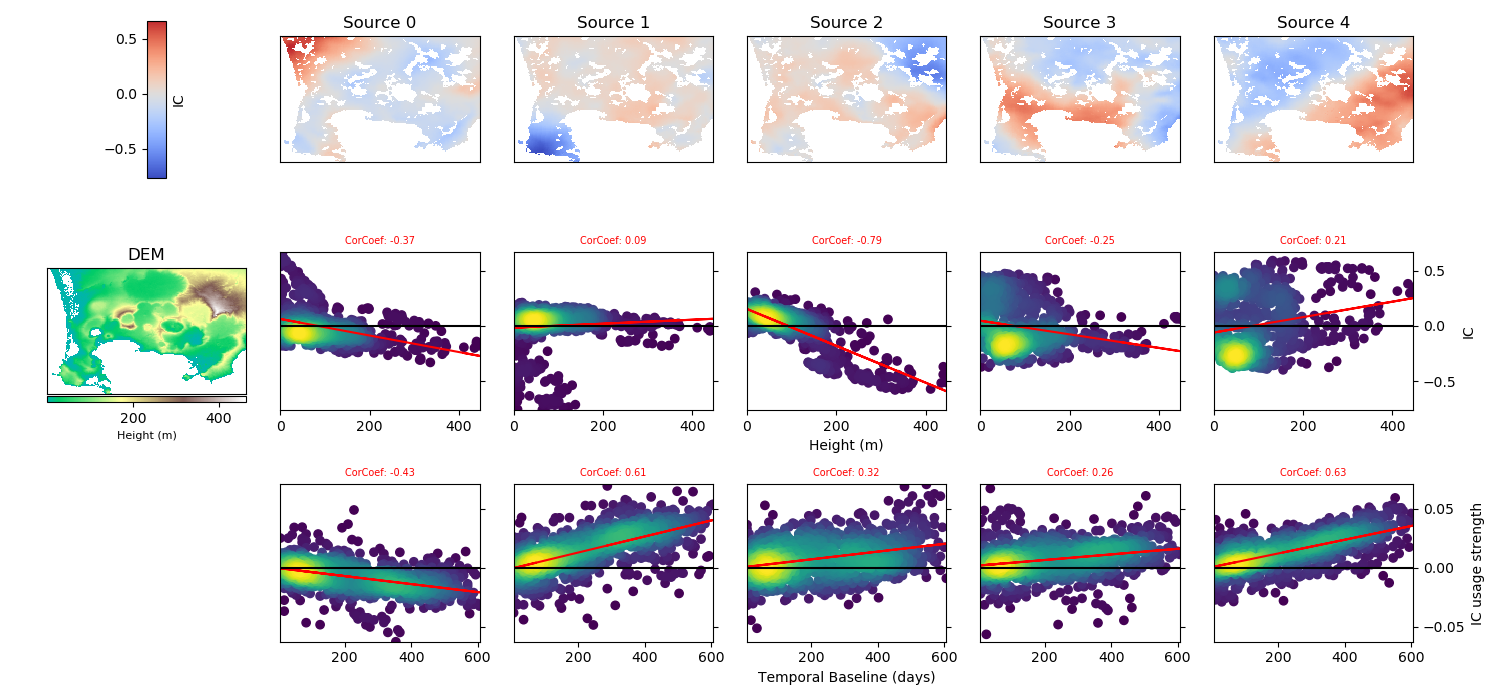 Source 0 Source 1 Source 2 Source 3 Source 4
0.5
0.0
−0.5
IC
CorCoef: -0.37 CorCoef: 0.09 CorCoef: -0.79 CorCoef: -0.25 CorCoef: 0.21
DEM
200 400
Height (m)
0.5
0.0
−0.5
IC
0 200 400 0 200 400 0 200 400 0 200 400 0 200 400
Height (m)
CorCoef: -0.43 CorCoef: 0.61 CorCoef: 0.32 CorCoef: 0.26 CorCoef: 0.63
0.05
0.00
−0.05
IC usage strength
200 400 600 200 400 600 200 400 600 200 400 600 200 400 600
Temporal Baseline (days)